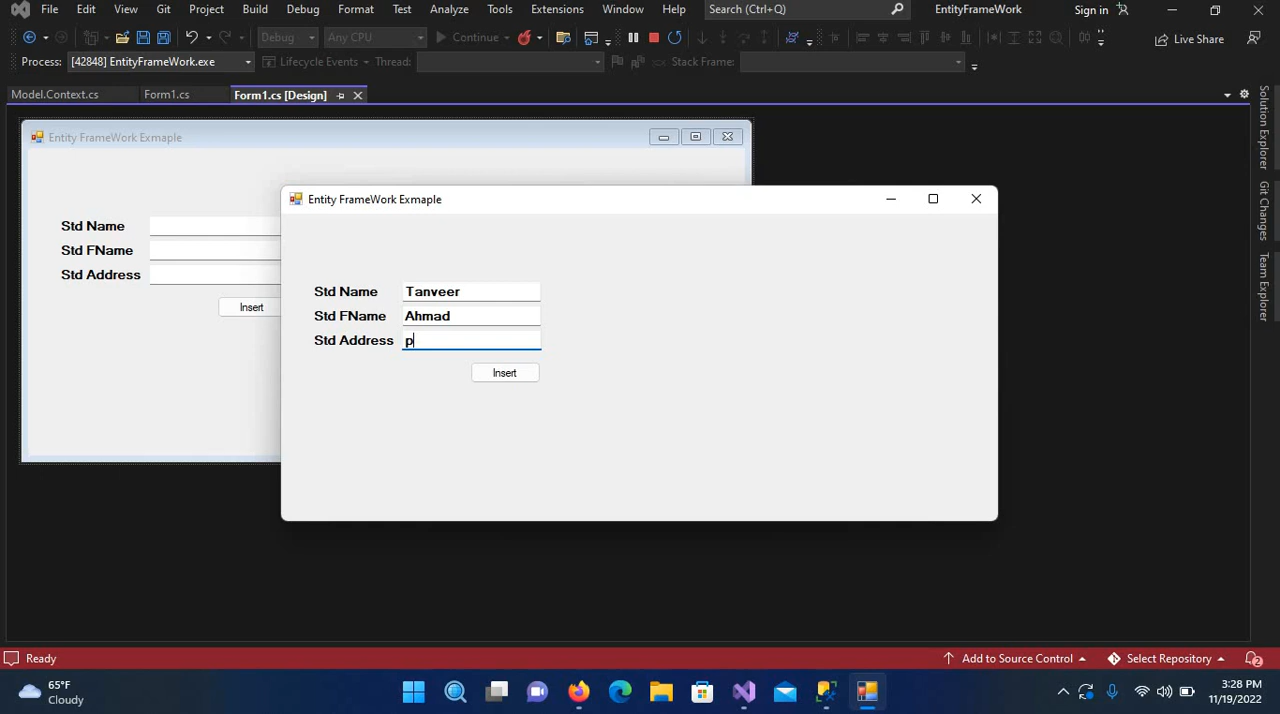 File Edit View Git Project Build Debug Format Test Analyze Tools Extensions Window Help Search (Ctrl+Q) EntityFrameWork Sign in
Debug Any CPU Continue Live Share
Process: [42848] EntityFrameWork.exe Lifecycle Events Thread: Stack Frame:
Model.Context.cs Form1.cs Form1.cs [Design]
Entity FrameWork Exmaple
Std Name
Std FName
Std Address
Insert
Entity FrameWork Exmaple
Std Name Tanveer
Std FName Ahmad
Std Address p
Insert
Solution Explorer
Git Changes
Team Explorer
Ready Add to Source Control Select Repository 2
65°F
Cloudy
3:28 PM
11/19/2022